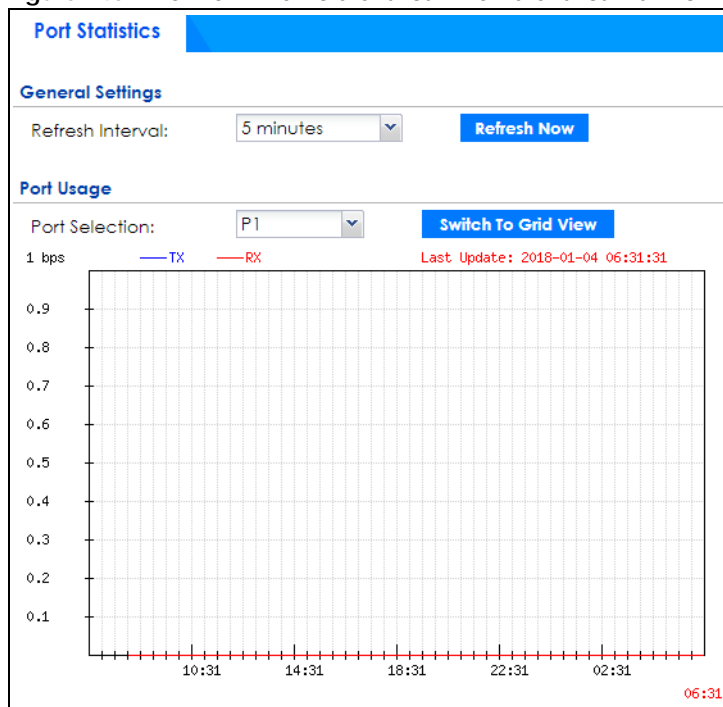 Port Statistics
General Settings
Refresh Interval: 5 minutes Refresh Now
Port Usage
Port Selection: P1 Switch To Grid View
1 bps TX RX Last Update: 2018-01-04 06:31:31
0.9
0.8
0.7
0.6
0.5
0.4
0.3
0.2
0.1
10:31 14:31 18:31 22:31 02:31
06:31